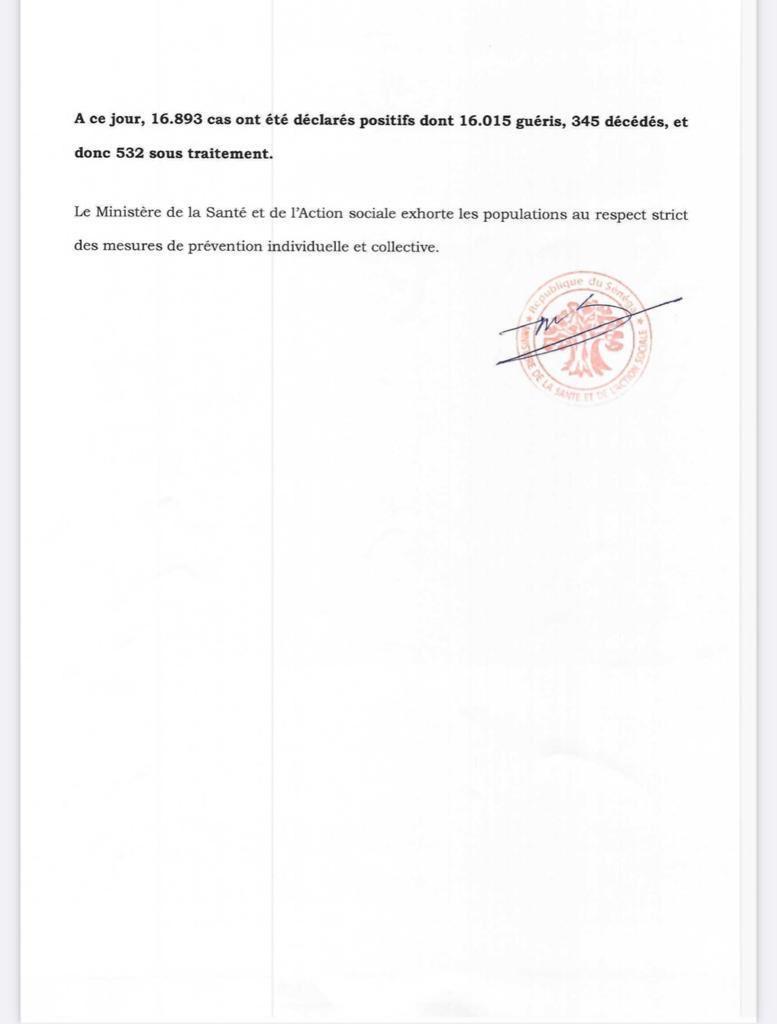 A ce jour, 16.893 cas ont été déclarés positifs dont 16.015 guéris, 345 décédés, et
donc 532 sous traitement.
Le Ministère de la Santé et de l'Action sociale exhorte les populations au respect strict
des mesures de prévention individuelle et collective.
République du Sénégal
MINISTERE DE LA SANTE ET DE L'ACTION SOCIALE